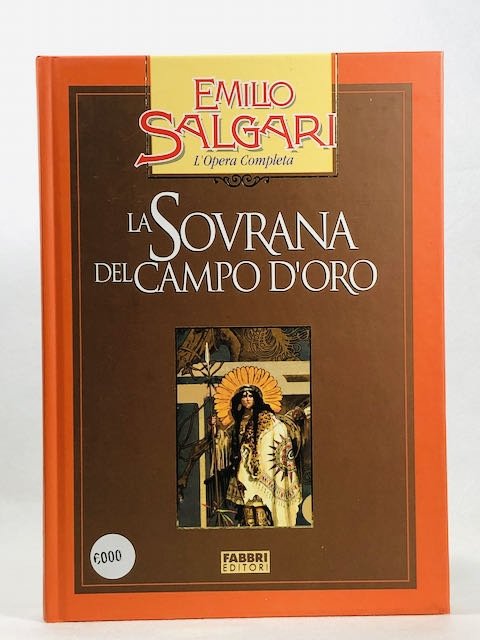 EMILIO
SALGARI
L'Opera Completa
LA SOVRANA
DEL CAMPO D'ORO
€000
FABBRI
EDITORI